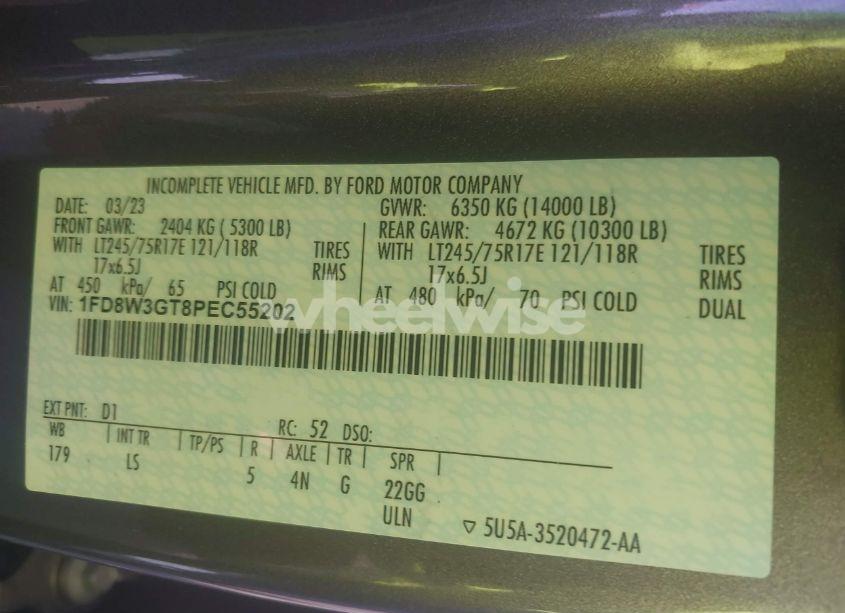 INCOMPLETE VEHICLE MFD. BY FORD MOTOR COMPANY
DATE: 03/23 GVWR: 6350 KG (14000 LB)
FRONT GAWR: 2404 KG ( 5300 LB) REAR GAWR: 4672 KG (10300 LB)
WITH LT245/75R17E 121/118R TIRES WITH LT245/75R17E 121/118R TIRES
17x6.5J RIMS 17x6.5J RIMS
AT 450 kPa/ 65 PSI COLD AT 480 kPa/ 70 PSI COLD DUAL
VIN: 1FD8W3GT8PEC55202
wheelwise
EXT PNT: D1 RC: 52 DSO:
WB INT TR TP/PS R AXLE TR SPR
179 LS 5 4N G 22GG
ULN 5U5A-3520472-AA